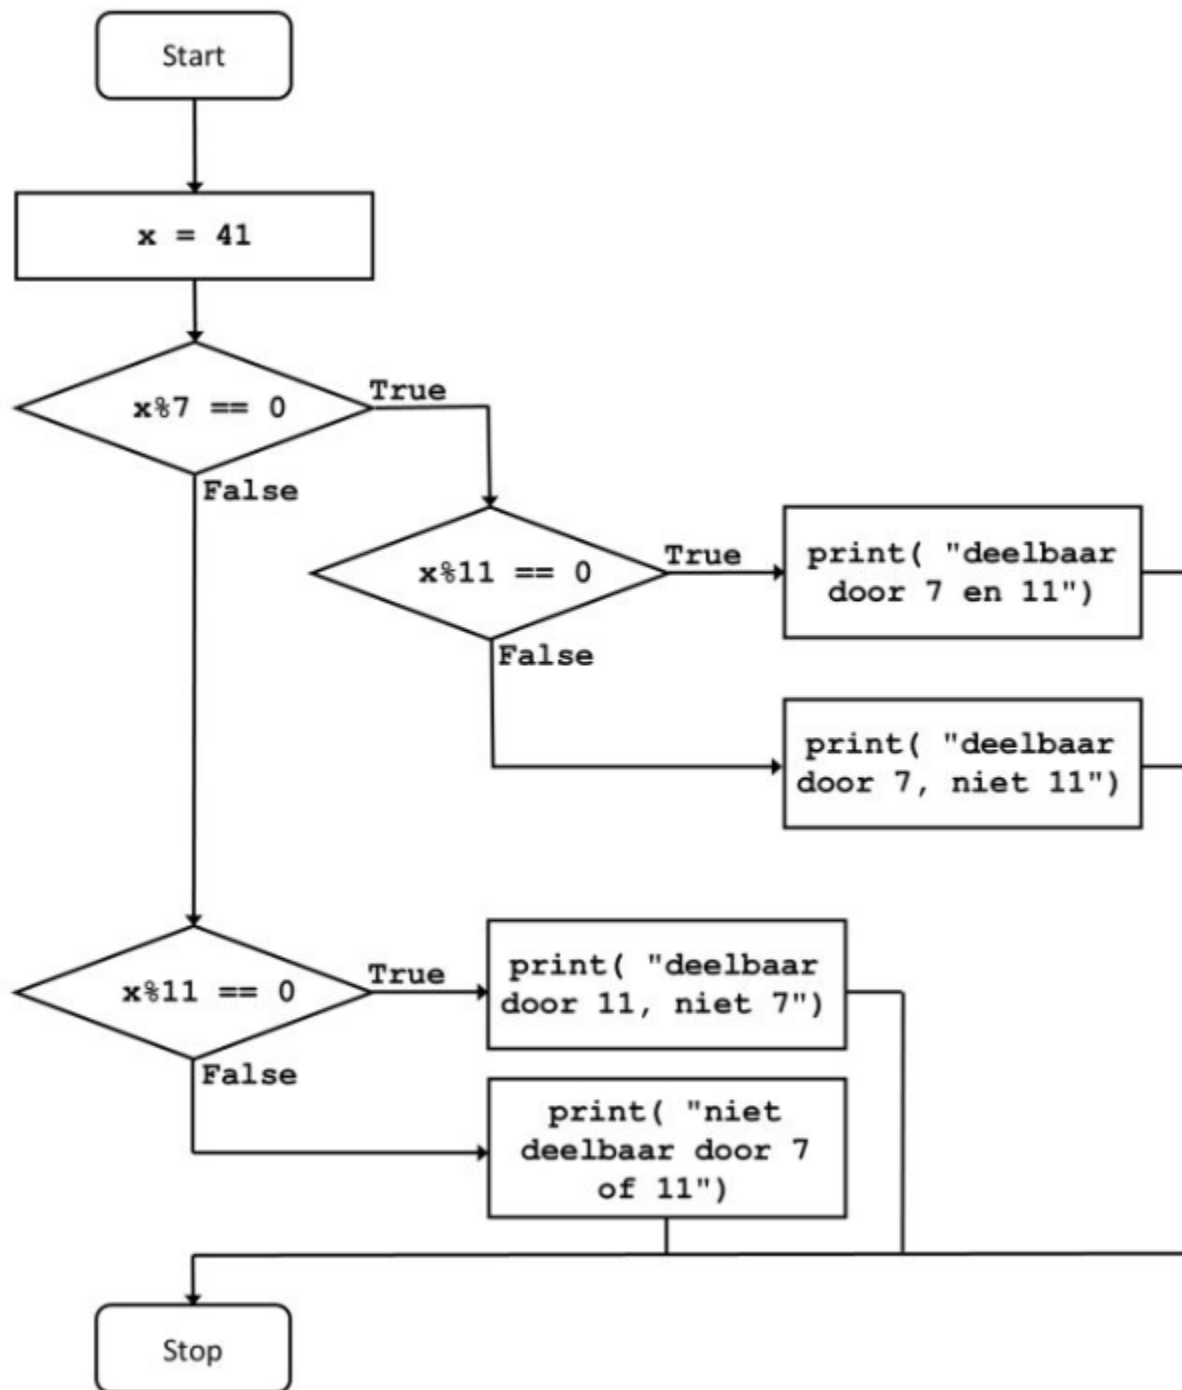 Start
x = 41
x%7 == 0
True
False
x%11 == 0
True
False
print( "deelbaar
door 7 en 11")
print( "deelbaar
door 7, niet 11")
x%11 == 0
True
False
print( "deelbaar
door 11, niet 7")
print( "niet
deelbaar door 7
of 11")
Stop